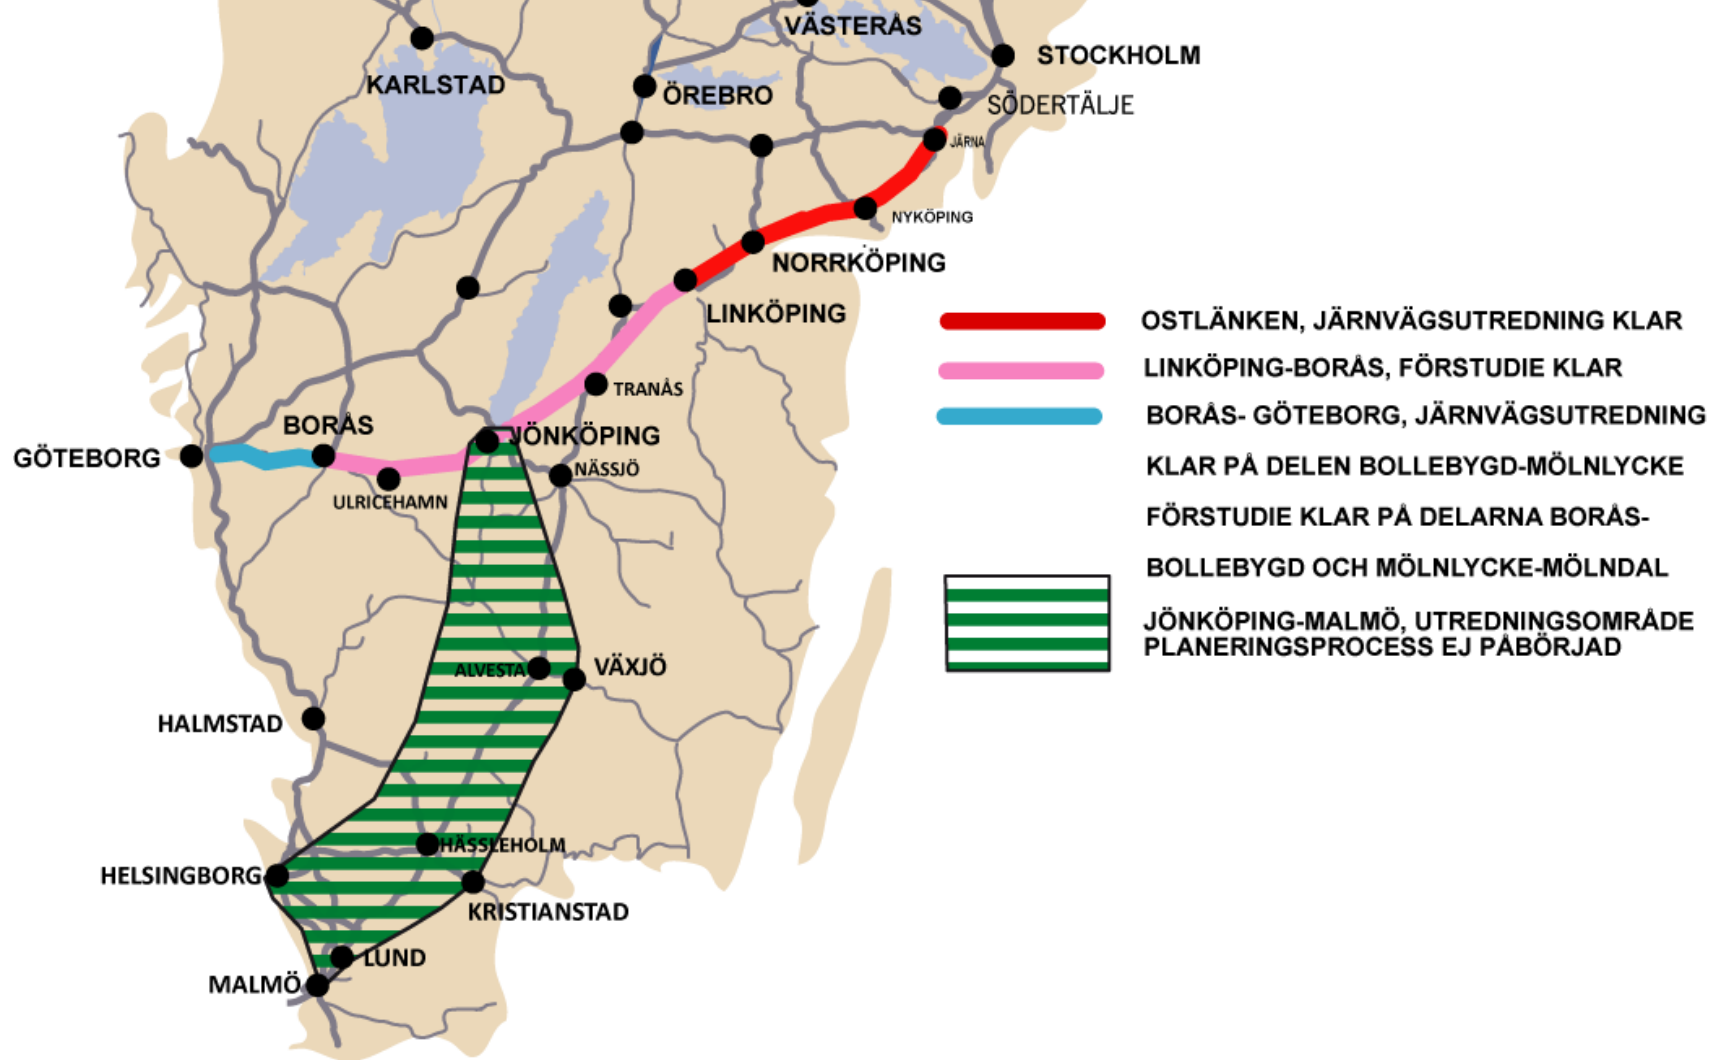 VÄSTERÅS
STOCKHOLM
KARLSTAD
ÖREBRO
SÖDERTÄLJE
JÄRNA
NYKÖPING
NORRKÖPING
LINKÖPING
OSTLÄNKEN, JÄRNVÄGSUTREDNING KLAR
LINKÖPING-BORÅS, FÖRSTUDIE KLAR
TRANÅS
BORÅS- GÖTEBORG, JÄRNVÄGSUTREDNING
BORÅS
JÖNKÖPING
GÖTEBORG
NÄSSJÖ
KLAR PÅ DELEN BOLLEBYGD-MÖLNLYCKE
ULRICEHAMN
FÖRSTUDIE KLAR PÅ DELARNA BORÅS-
BOLLEBYGD OCH MÖLNLYCKE-MÖLNDAL
JÖNKÖPING-MALMÖ, UTREDNINGSOMRÅDE
PLANERINGSPROCESS EJ PÅBÖRJAD
ALVESTA
VÄXJÖ
HALMSTAD
HÄSSLEHOLM
HELSINGBORG
KRISTIANSTAD
LUND
MALMÖ